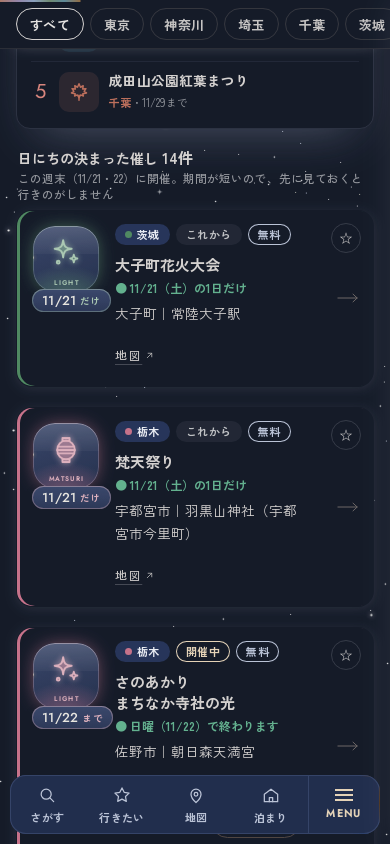 すべて
東京
神奈川
埼玉
千葉
茨城
5
成田山公園紅葉まつり
千葉・11/29まで
日にちの決まった催し 14件
この週末（11/21・22）に開催。期間が短いので、先に見ておくと
行きのがしません
茨城
これから
無料
LIGHT
11/21 だけ
大子町花火大会
11/21（土）の1日だけ
大子町｜常陸大子駅
地図 ↗
栃木
これから
無料
MATSURI
11/21 だけ
梵天祭り
11/21（土）の1日だけ
宇都宮市｜羽黒山神社（宇都
宮市今里町）
地図 ↗
栃木
開催中
無料
LIGHT
11/22 まで
さのあかり
まちなか寺社の光
日曜（11/22）で終わります
佐野市｜朝日森天満宮
さがす
行きたい
地図
泊まり
MENU